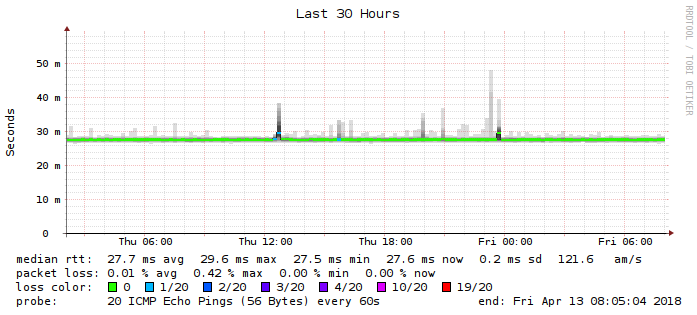 Last 30 Hours
RRDTOOL / TOBI OETIKER
Seconds
50 m
40 m
30 m
20 m
10 m
0
Thu 06:00 Thu 12:00 Thu 18:00 Fri 00:00 Fri 06:00
median rtt: 27.7 ms avg 29.6 ms max 27.5 ms min 27.6 ms now 0.2 ms sd 121.6 am/s
packet loss: 0.01 % avg 0.42 % max 0.00 % min 0.00 % now
loss color: 0 1/20 2/20 3/20 4/20 10/20 19/20
probe: 20 ICMP Echo Pings (56 Bytes) every 60s end: Fri Apr 13 08:05:04 2018